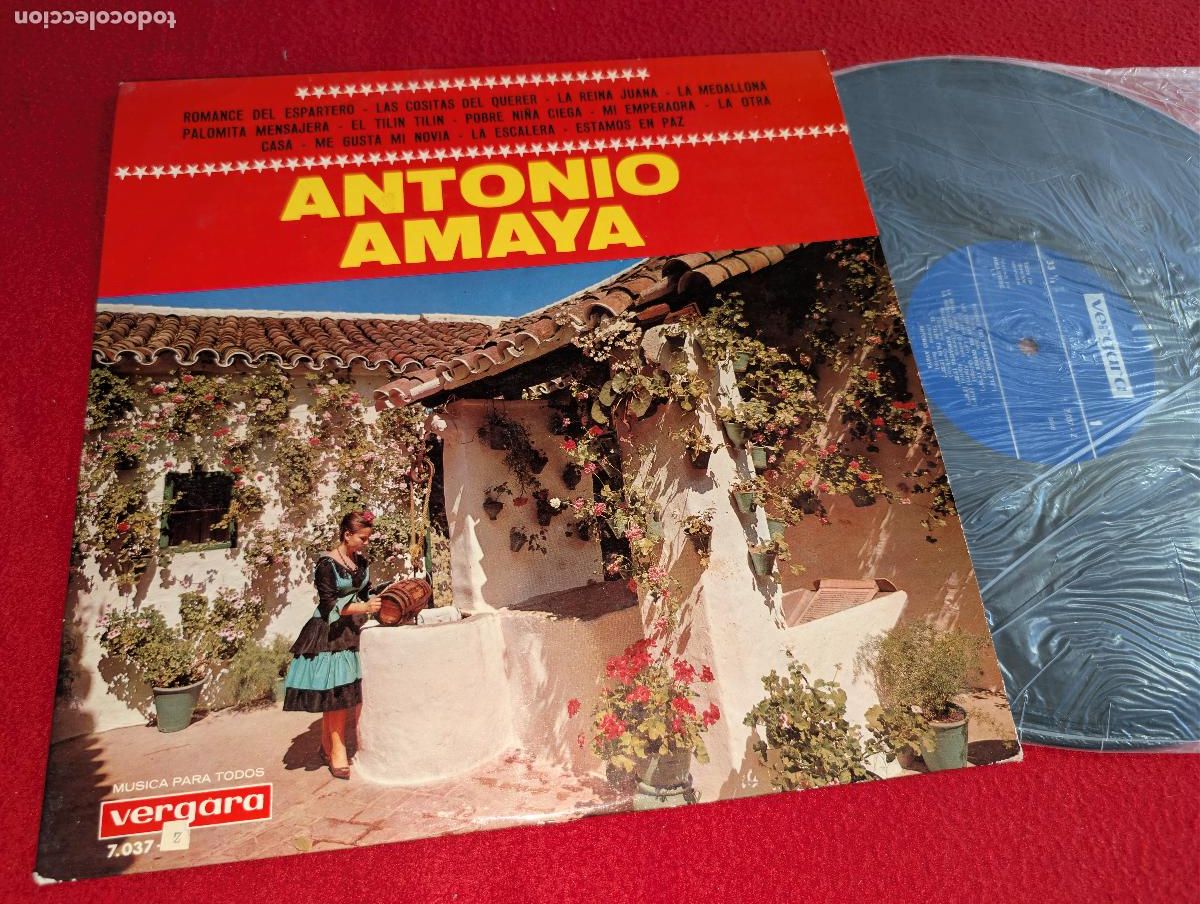 todocoleccion
ROMANCE DEL ESPARTERO - LAS COSITAS DEL QUERER - LA REINA JUANA - LA MEDALLONA
PALOMITA MENSAJERA - EL TILIN TILIN - POBRE NIÑA CIEGA - MI EMPERAORA - LA OTRA
CASA - ME GUSTA MI NOVIA - LA ESCALERA - ESTAMOS EN PAZ
ANTONIO
AMAYA
vergara
MUSICA PARA TODOS
vergara
7.037 - Z